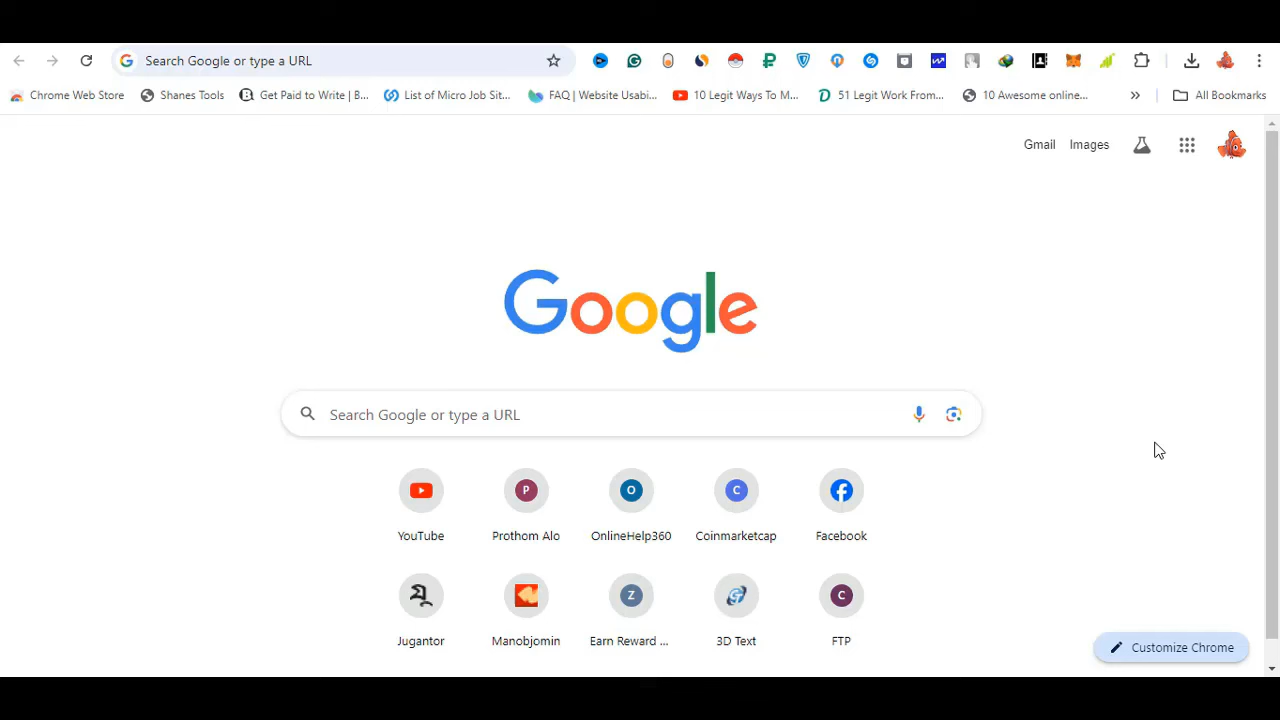 Search Google or type a URL
Chrome Web Store
Shanes Tools
Get Paid to Write | B...
List of Micro Job Sit...
FAQ | Website Usabi...
10 Legit Ways To M...
51 Legit Work From...
10 Awesome online...
All Bookmarks
Gmail
Images
Google
Search Google or type a URL
P
O
C
YouTube
Prothom Alo
OnlineHelp360
Coinmarketcap
Facebook
Z
C
Jugantor
Manobjomin
Earn Reward ...
3D Text
FTP
Customize Chrome